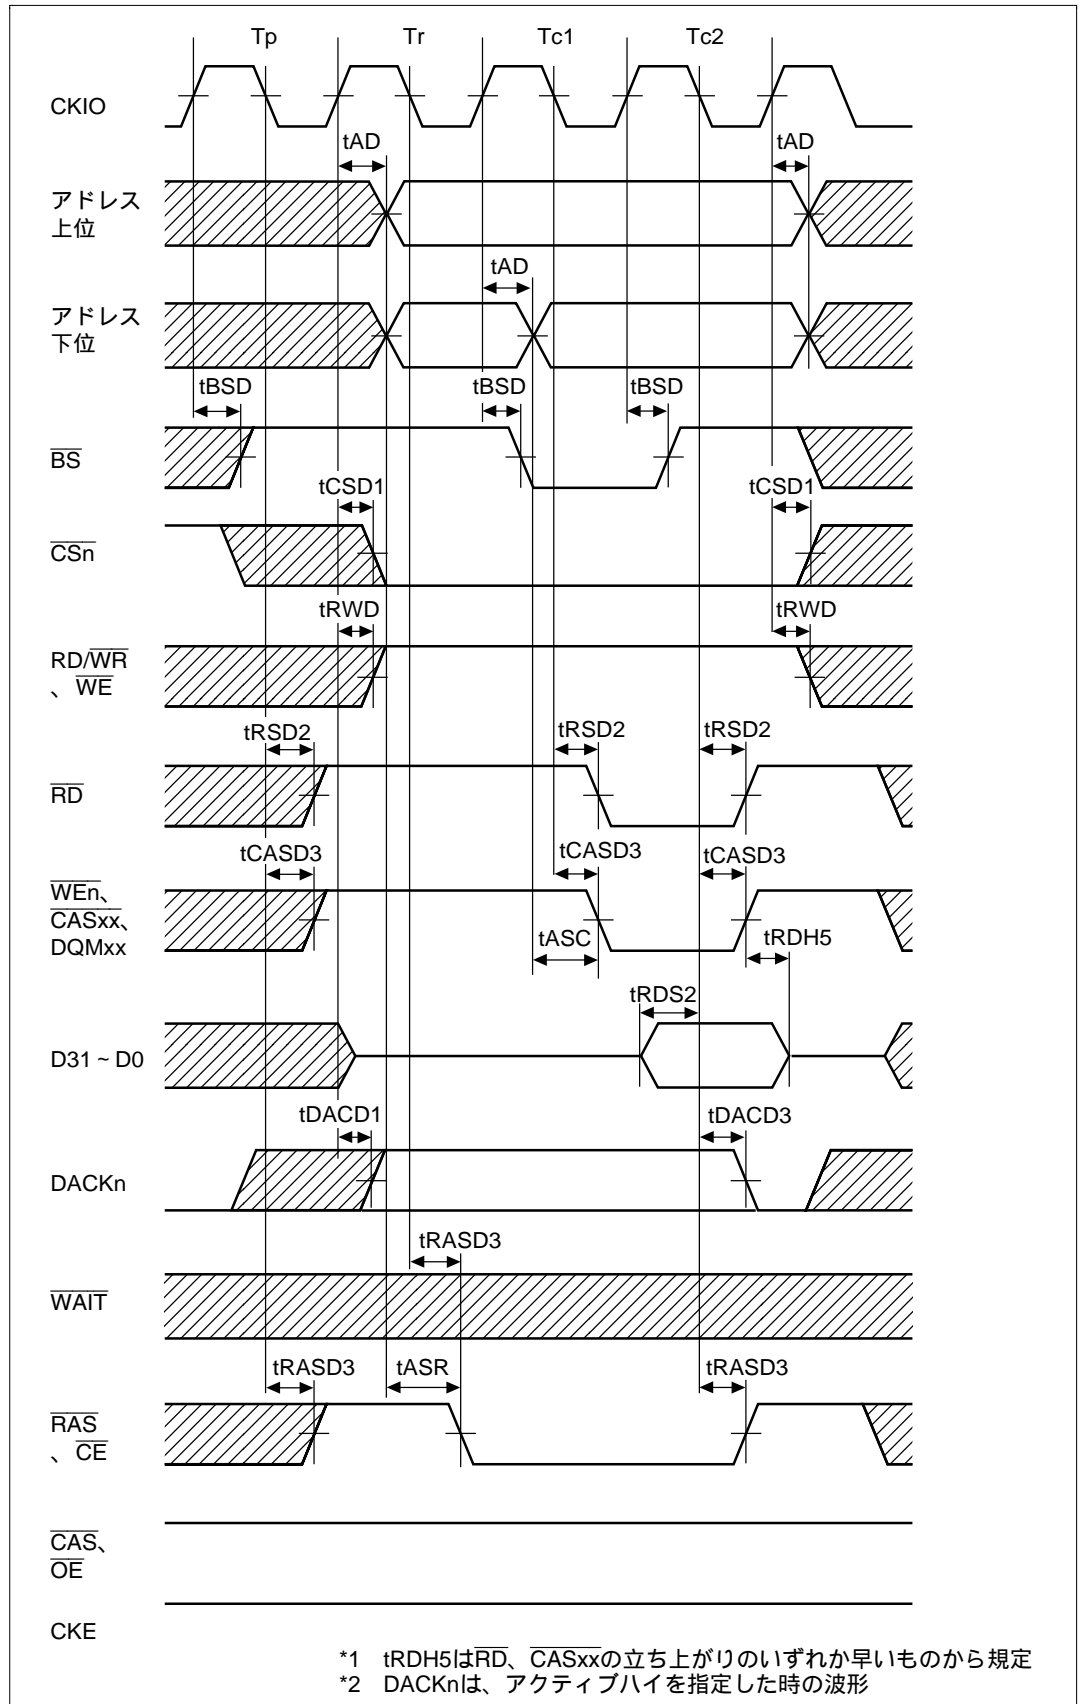 Tp Tr Tc1 Tc2
CKIO
tAD tAD
アドレス
上位
tAD
アドレス
下位
tBSD tBSD tBSD
BS
tCSD1 tCSD1
CSn
tRWD tRWD
RD/WR
、WE
tRSD2 tRSD2 tRSD2
RD
tCASD3 tCASD3 tCASD3
WEn、
CASxx、
DQMxx
tASC
tRDH5
tRDS2
D31 ~ D0
tDACD1 tDACD3
DACKn
tRASD3
WAIT
tRASD3 tASR tRASD3
RAS
、CE
CAS、
OE
CKE
*1 tRDH5はRD、CASxxの立ち上がりのいずれか早いものから規定
*2 DACKnは、アクティブハイを指定した時の波形